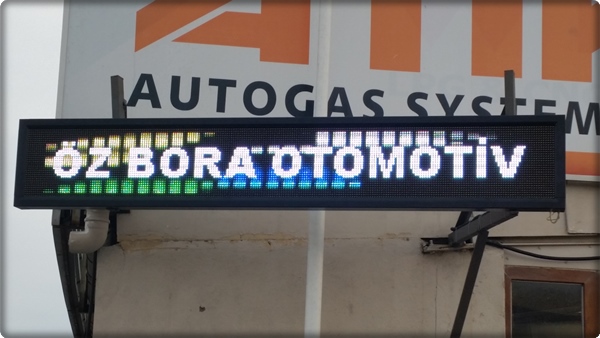 AUTOGAS SYSTEM
ÖZ BORA OTOMOTİV